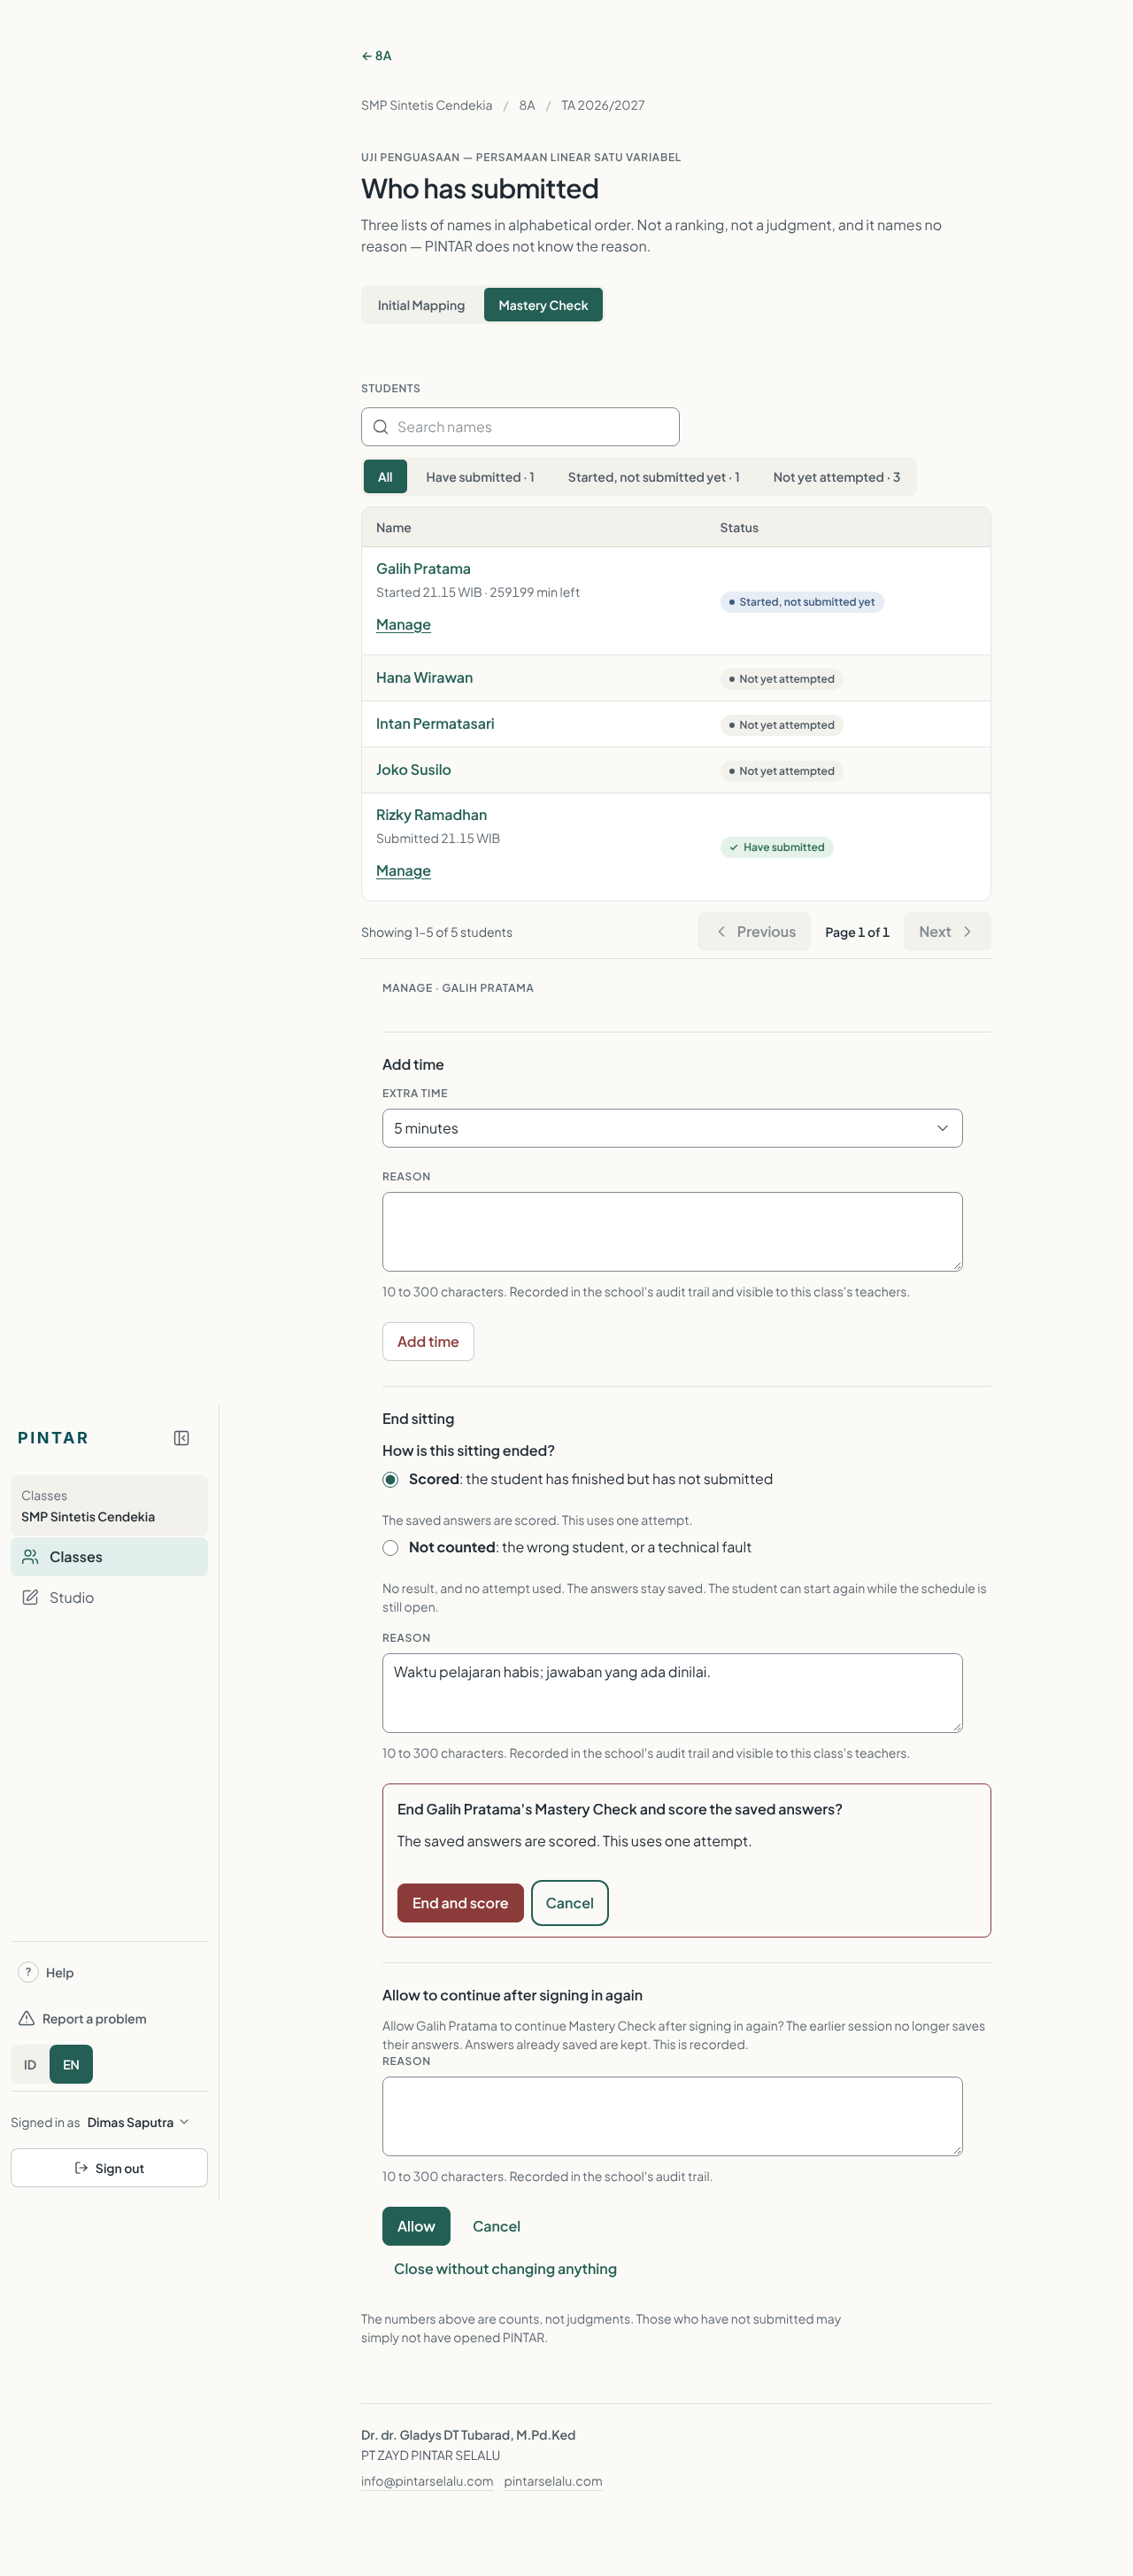 ← 8A
SMP Sintetis Cendekia / 8A / TA 2026/2027
UJI PENGUASAAN — PERSAMAAN LINEAR SATU VARIABEL
Who has submitted
Three lists of names in alphabetical order. Not a ranking, not a judgment, and it names no
reason — PINTAR does not know the reason.
Initial Mapping
Mastery Check
STUDENTS
Search names
All
Have submitted · 1
Started, not submitted yet · 1
Not yet attempted · 3
Name
Status
Galih Pratama
Started 21.15 WIB · 259199 min left
Manage
Started, not submitted yet
Hana Wirawan
Not yet attempted
Intan Permatasari
Not yet attempted
Joko Susilo
Not yet attempted
Rizky Ramadhan
Submitted 21.15 WIB
Manage
Have submitted
Showing 1–5 of 5 students
Previous
Page 1 of 1
Next
MANAGE · GALIH PRATAMA
Add time
EXTRA TIME
5 minutes
REASON
10 to 300 characters. Recorded in the school's audit trail and visible to this class's teachers.
Add time
End sitting
How is this sitting ended?
Scored: the student has finished but has not submitted
The saved answers are scored. This uses one attempt.
Not counted: the wrong student, or a technical fault
No result, and no attempt used. The answers stay saved. The student can start again while the schedule is
still open.
REASON
Waktu pelajaran habis; jawaban yang ada dinilai.
10 to 300 characters. Recorded in the school's audit trail and visible to this class's teachers.
End Galih Pratama's Mastery Check and score the saved answers?
The saved answers are scored. This uses one attempt.
End and score
Cancel
Allow to continue after signing in again
Allow Galih Pratama to continue Mastery Check after signing in again? The earlier session no longer saves
their answers. Answers already saved are kept. This is recorded.
REASON
10 to 300 characters. Recorded in the school's audit trail.
Allow
Cancel
Close without changing anything
The numbers above are counts, not judgments. Those who have not submitted may
simply not have opened PINTAR.
Dr. dr. Gladys DT Tubarad, M.Pd.Ked
PT ZAYD PINTAR SELALU
info@pintarselalu.com pintarselalu.com
PINTAR
Classes
SMP Sintetis Cendekia
Classes
Studio
? Help
Report a problem
ID
EN
Signed in as Dimas Saputra
Sign out